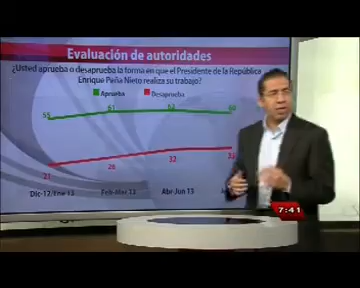 Evaluación de autoridades
¿Usted aprueba o desaprueba la forma en que el Presidente de la República
Enrique Peña Nieto realiza su trabajo?
Aprueba Desaprueba
61
21
26
32
Dic-12/Ene 13 Feb-Mar 13 Abr-Jun 13
7:41